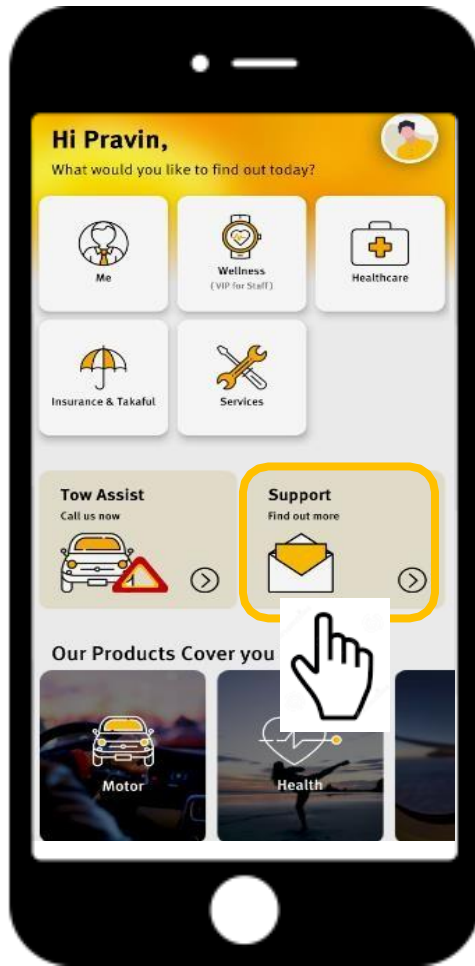 Hi Pravin,
What would you like to find out today?
Me
Wellness
(VIP for Staff)
Healthcare
Insurance & Takaful
Services
Tow Assist
Call us now
Support
Find out more
Our Products Cover you
Motor
Health